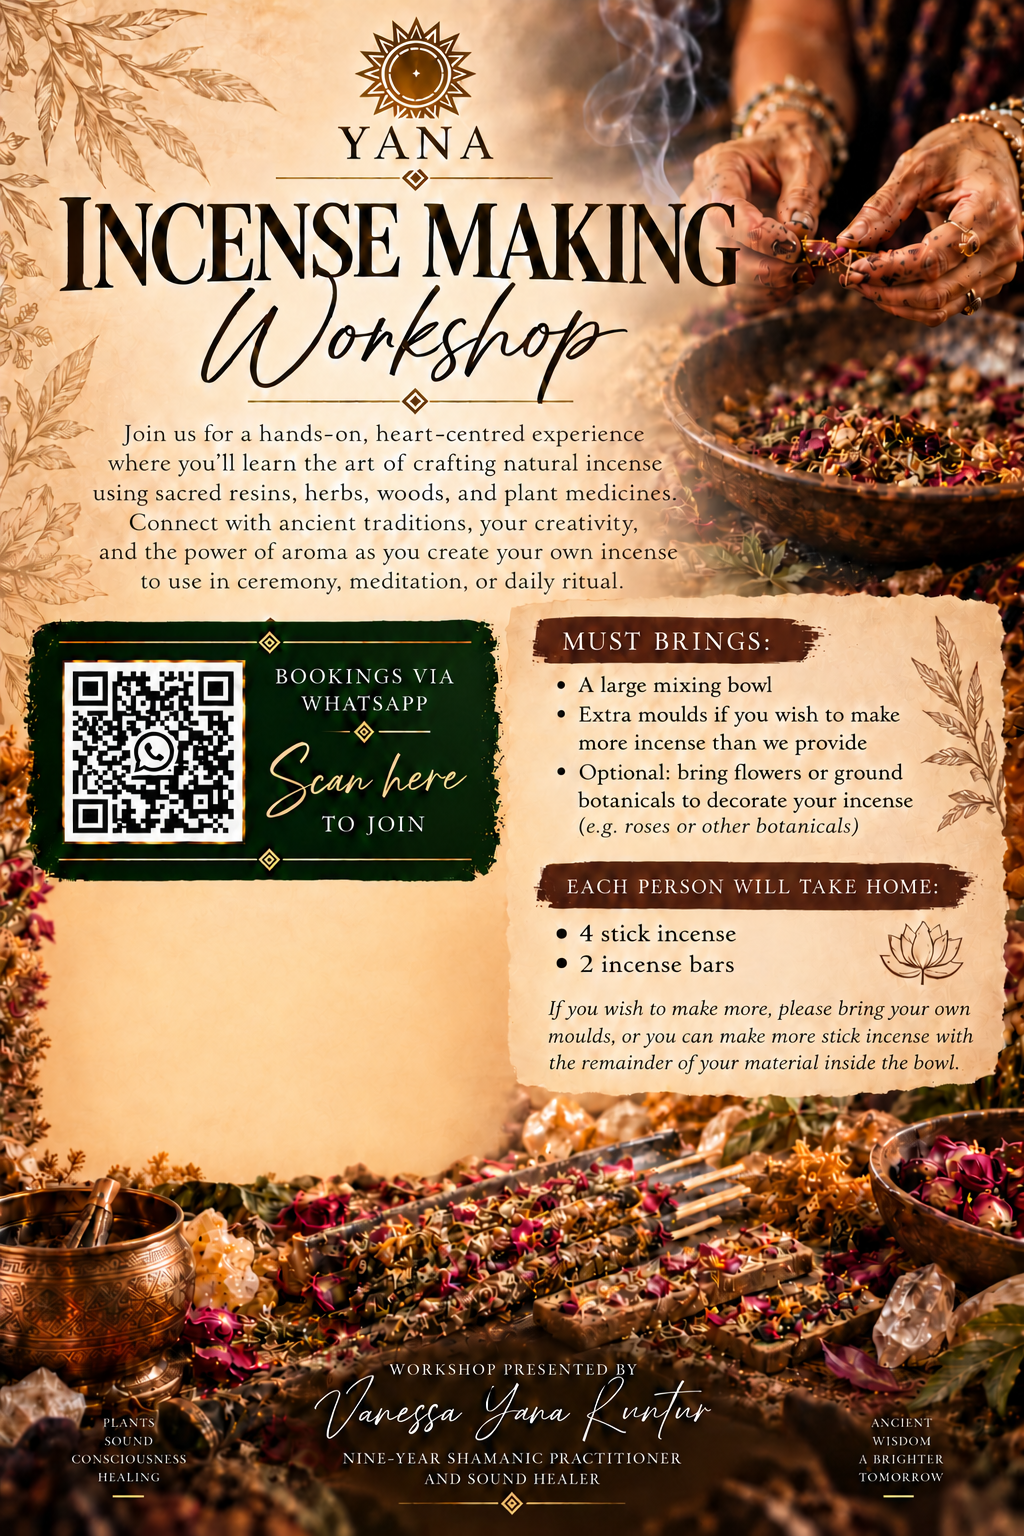 YANA
INCENSE MAKING
Workshop
Join us for a hands-on, heart-centred experience
where you'll learn the art of crafting natural incense
using sacred resins, herbs, woods, and plant medicines.
Connect with ancient traditions, your creativity,
and the power of aroma as you create your own incense
to use in ceremony, meditation, or daily ritual.
BOOKINGS VIA
WHATSAPP
Scan here
TO JOIN
MUST BRINGS:
• A large mixing bowl
• Extra moulds if you wish to make
more incense than we provide
• Optional: bring flowers or ground
botanicals to decorate your incense
(e.g. roses or other botanicals)
EACH PERSON WILL TAKE HOME:
• 4 stick incense
• 2 incense bars
If you wish to make more, please bring your own
moulds, or you can make more stick incense with
the remainder of your material inside the bowl.
WORKSHOP PRESENTED BY
Vanessa Yana Runtur
NINE-YEAR SHAMANIC PRACTITIONER
AND SOUND HEALER
PLANTS
SOUND
CONSCIOUSNESS
HEALING
ANCIENT
WISDOM
A BRIGHTER
TOMORROW